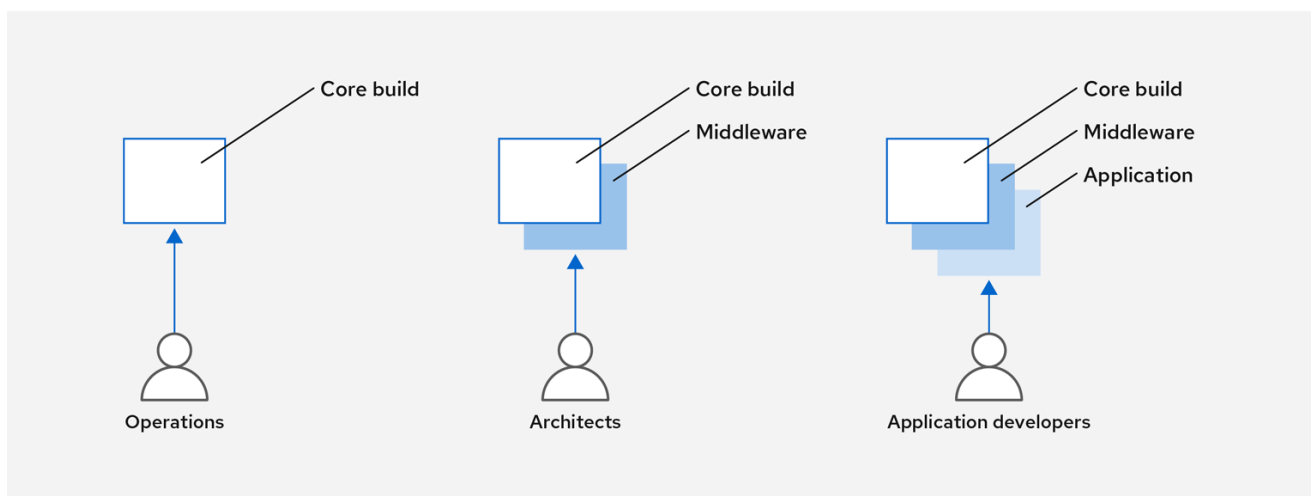 Core build
Operations
Core build
Middleware
Architects
Core build
Middleware
Application
Application developers